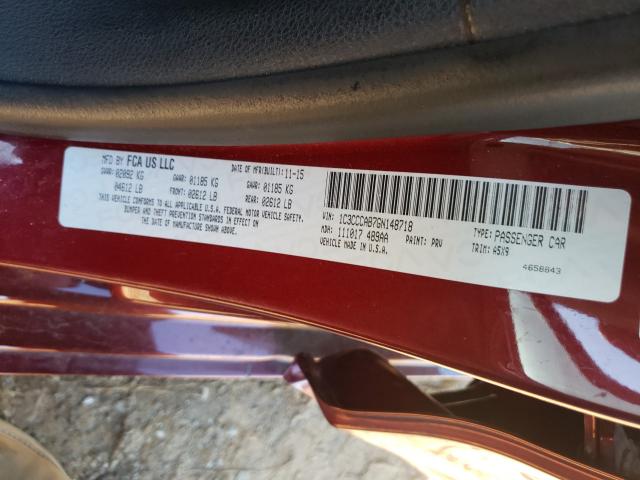 MFD BY FCA US LLC DATE OF MFR(BUILT):11-15
GVWR: 02092 KG GAWR: 01185 KG GAWR: 01185 KG
04612 LB FRONT: 02612 LB REAR: 02612 LB
THIS VEHICLE CONFORMS TO ALL APPLICABLE U.S.A. FEDERAL MOTOR VEHICLE SAFETY,
BUMPER AND THEFT PREVENTION STANDARDS IN EFFECT ON
THE DATE OF MANUFACTURE SHOWN ABOVE.
VIN: 1C3CCCAB7GN148718 TYPE: PASSENGER CAR
MDH: 111017 489AA PAINT: PRV TRIM: A5X9
VEHICLE MADE IN U.S.A. 4658843